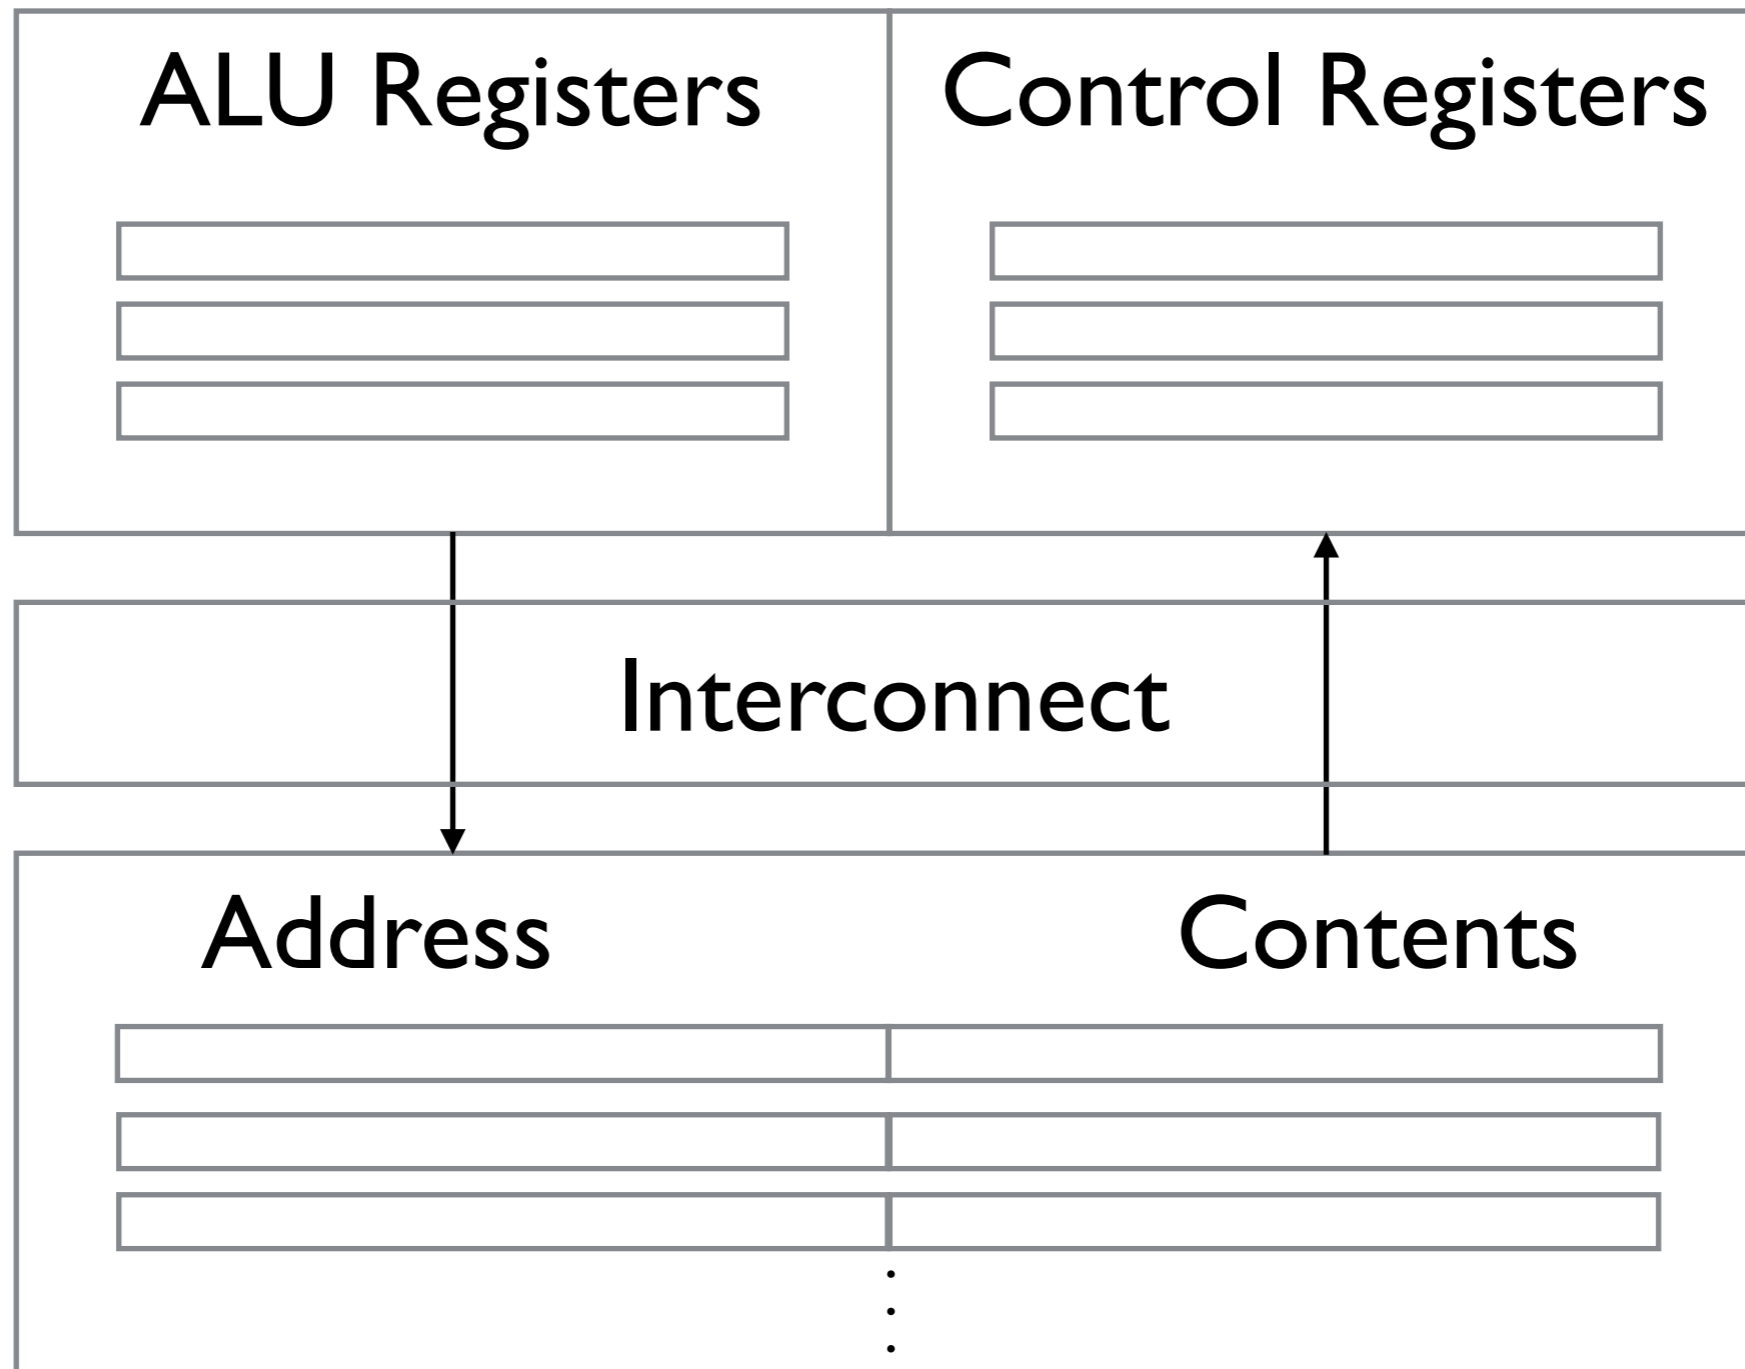 ALU Registers
Control Registers
Interconnect
Address
Contents
.
.
.